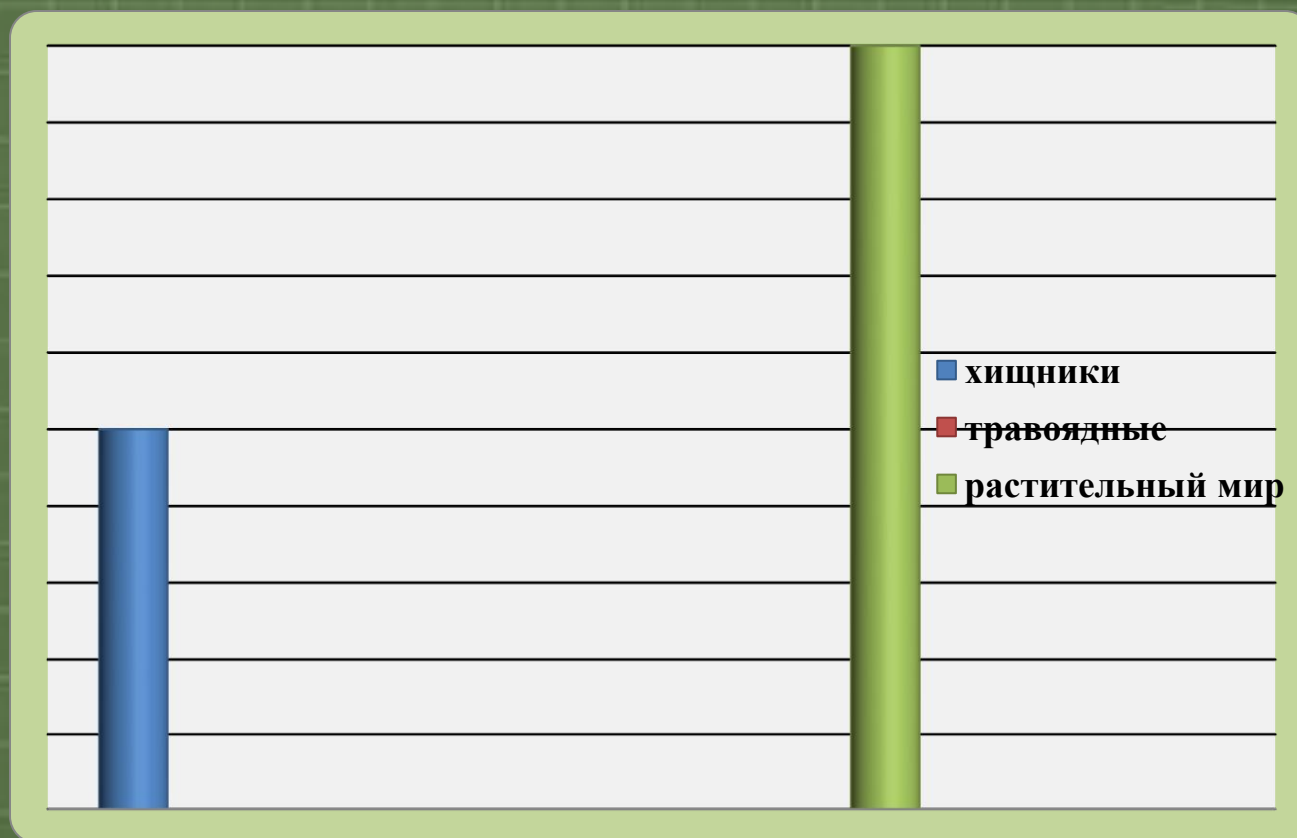 хищники
травоядные
растительный мир